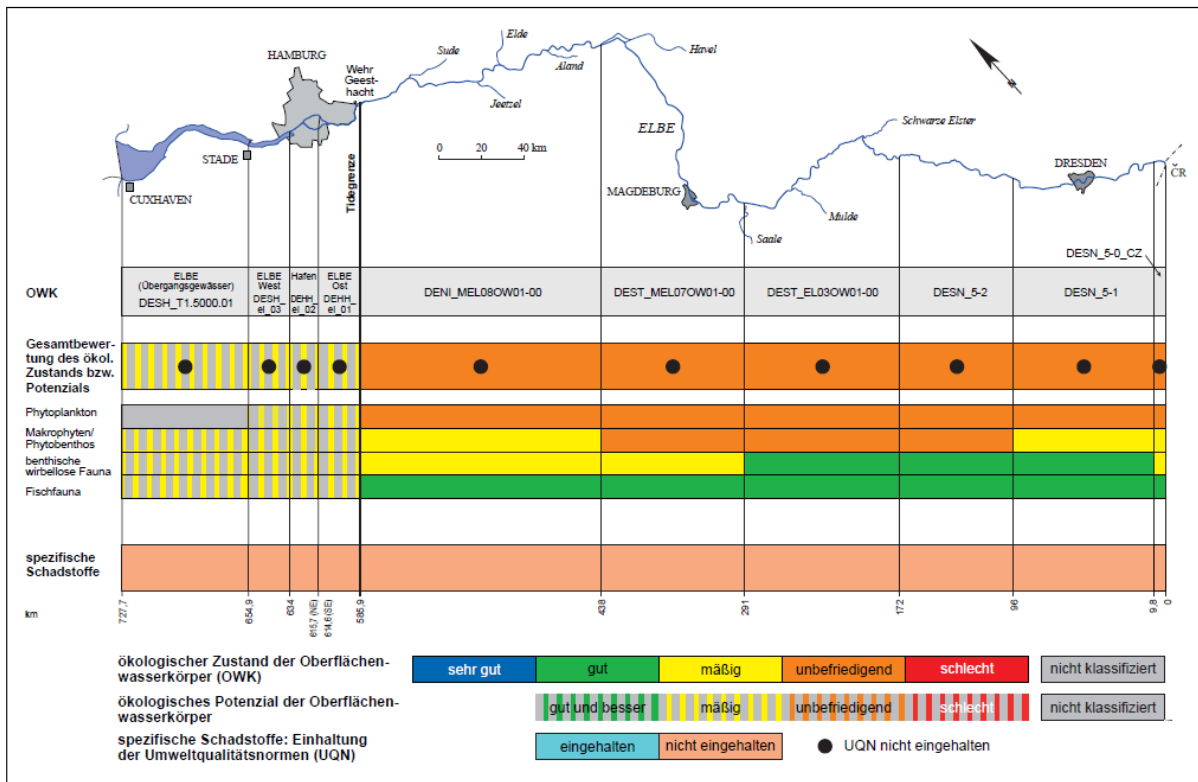 Elde
Sude
Aland
Havel
HAMBURG
Wehr
Geest-
hacht
Jeetzel
N
ELBE
Schwarze Elster
STADE
0 20 40 km
Tidegrenze
DRESDEN
ČR
CUXHAVEN
MAGDEBURG
Mulde
Saale
DESN_5-0_CZ
OWK
ELBE
(Übergangsgewässer)
DESH_T1.5000.01
ELBE
West
DESH_
el_03
Hafen
DEHH_
el_02
ELBE
Ost
DEHH_
el_01
DENI_MEL08OW01-00
DEST_MEL07OW01-00
DEST_EL03OW01-00
DESN_5-2
DESN_5-1
Gesamtbewer-
tung des ökol.
Zustands bzw.
Potenzials
Phytoplankton
Makrophyten/
Phytobenthos
benthische
wirbellose Fauna
Fischfauna
spezifische
Schadstoffe
km
727,7
654,9
634
615,7 (NE)
614,6 (SE)
585,9
438
291
172
96
9,8
0
ökologischer Zustand der Oberflächen-
wasserkörper (OWK)
sehr gut
gut
mäßig
unbefriedigend
schlecht
nicht klassifiziert
ökologisches Potenzial der Oberflächen-
wasserkörper
gut und besser
mäßig
unbefriedigend
schlecht
nicht klassifiziert
spezifische Schadstoffe: Einhaltung
der Umweltqualitätsnormen (UQN)
eingehalten
nicht eingehalten
UQN nicht eingehalten